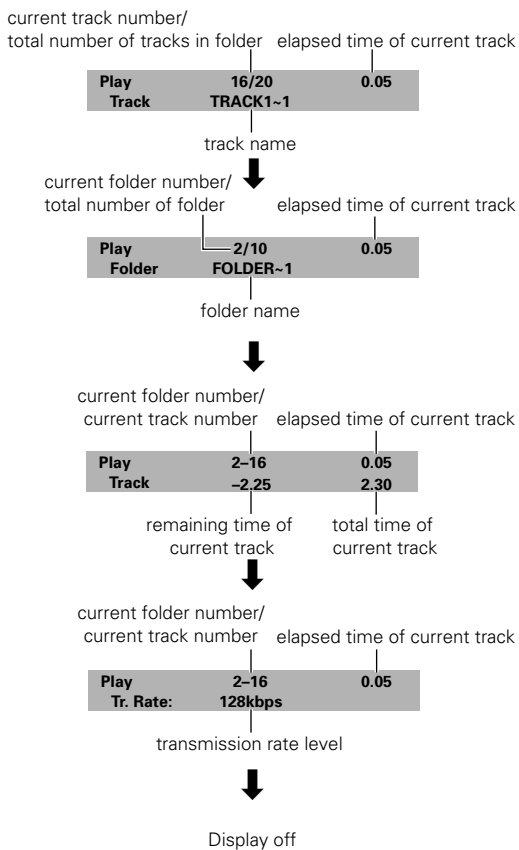 current track number/
total number of tracks in folder elapsed time of current track
Play 16/20 0.05
Track TRACK1~1
track name
current folder number/
total number of folder elapsed time of current track
Play 2/10 0.05
Folder FOLDER~1
folder name
current folder number/
current track number elapsed time of current track
Play 2–16 0.05
Track –2.25 2.30
remaining time of total time of
current track current track
current folder number/
current track number elapsed time of current track
Play 2–16 0.05
Tr. Rate: 128kbps
transmission rate level
Display off